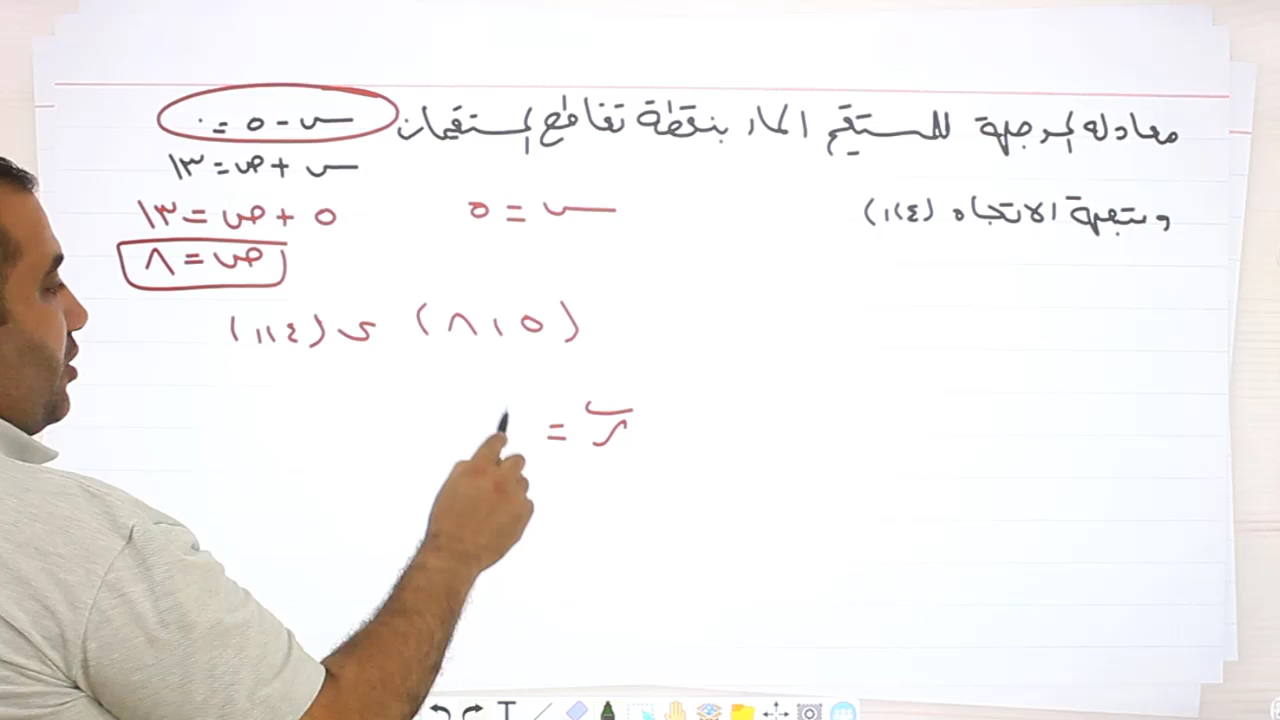 معادله المتجهة للمستقيم المار بنقطة تقاطع المستقيمان س - ٥ = ٠
س + ص = ١٣
ومتجهة الاتجاه (٤،١)
س = ٥
٥ + ص = ١٣
ص = ٨
(٥،٨) ى (٤،١)
ر =
T